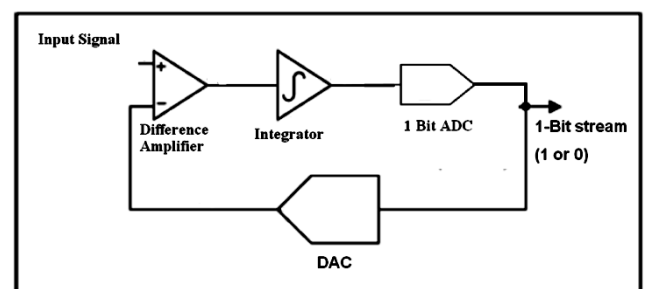 Input Signal
+
−
Difference
Amplifier
Integrator
1 Bit ADC
1-Bit stream
(1 or 0)
DAC